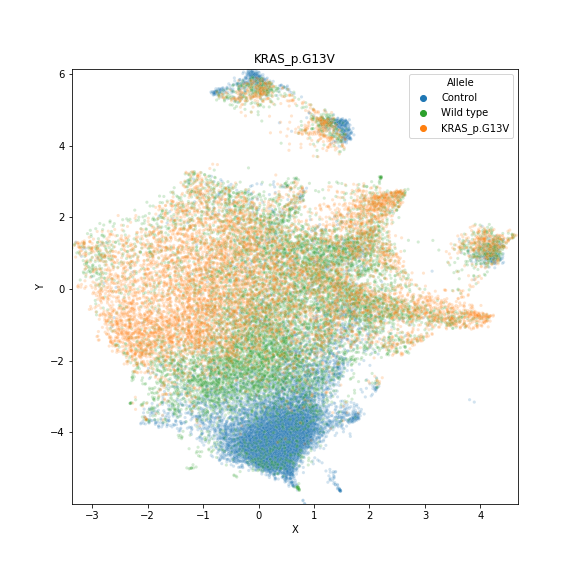 KRAS_p.G13V
Allele
Control
Wild type
KRAS_p.G13V
6
4
2
0
−2
−4
Y
−3
−2
−1
0
1
2
3
4
X